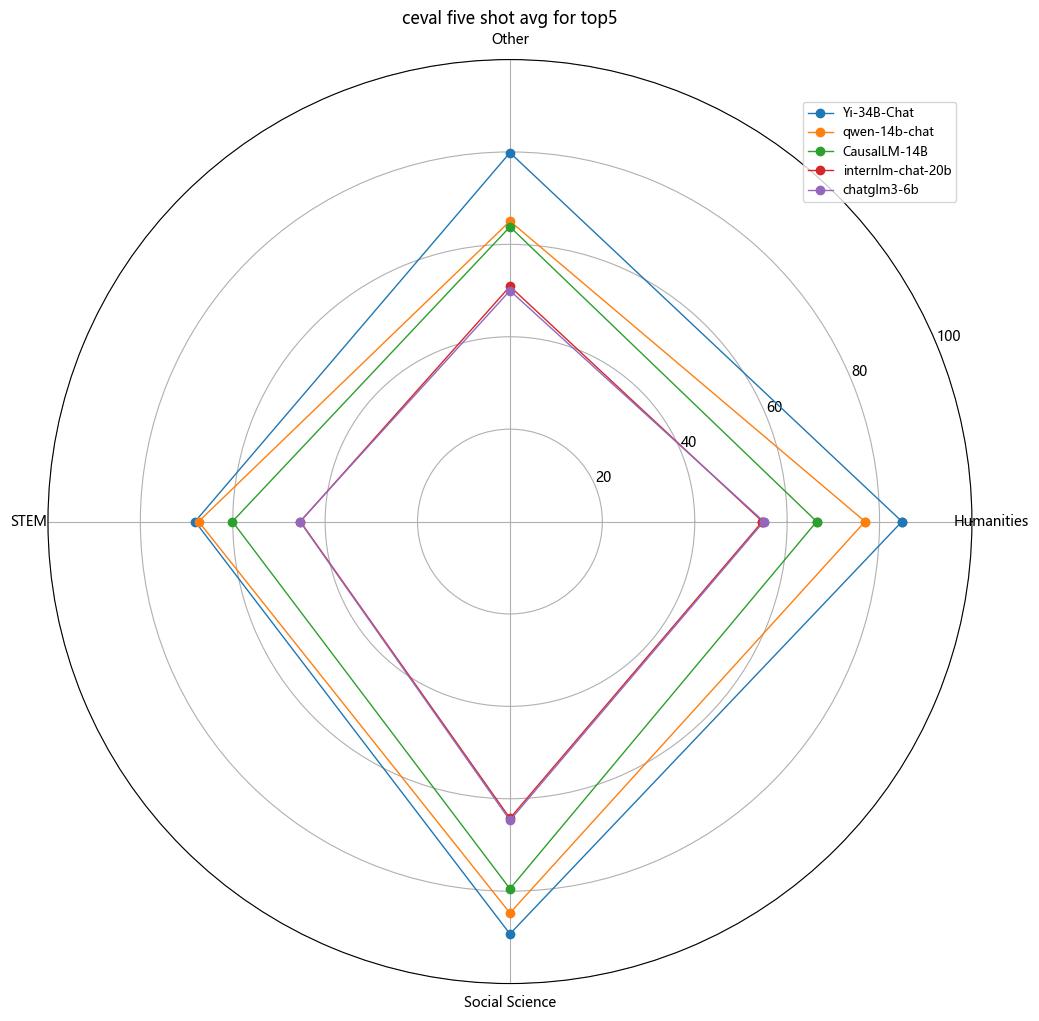 ceval five shot avg for top5
Other
Yi-34B-Chat
qwen-14b-chat
CausalLM-14B
internlm-chat-20b
chatglm3-6b
100
80
60
40
20
STEM
Humanities
Social Science